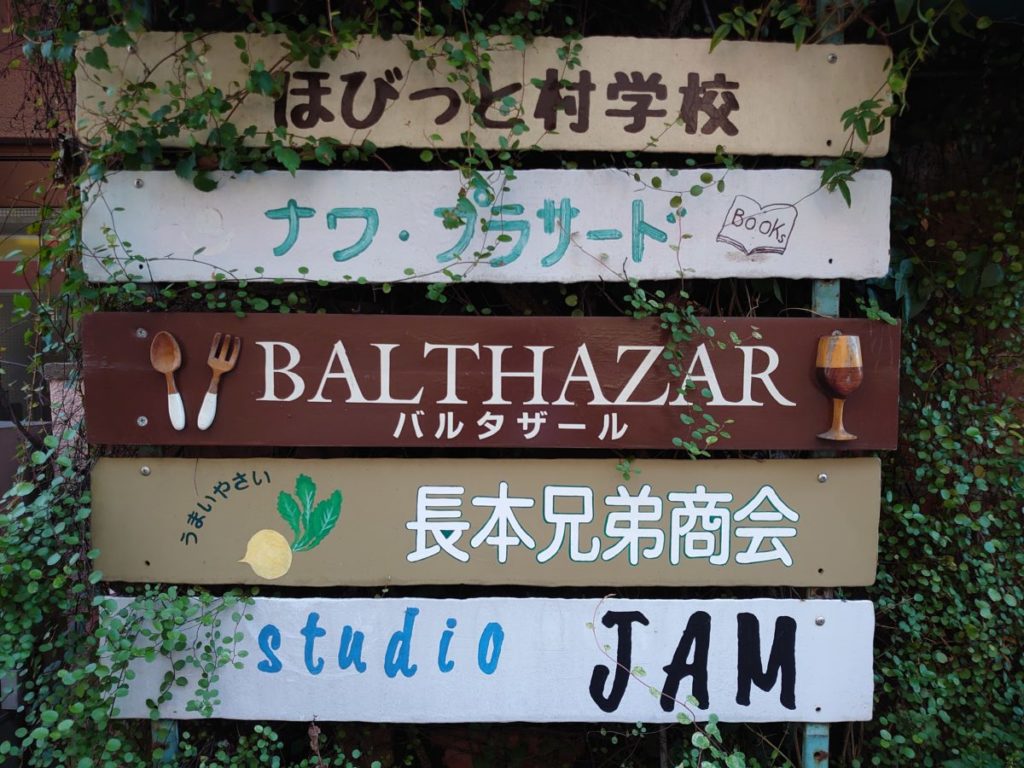 ほびっと村学校
ナワ・プラサード
BOOKs
BALTHAZAR
バルタザール
うまいやさい
長本兄弟商会
studio JAM